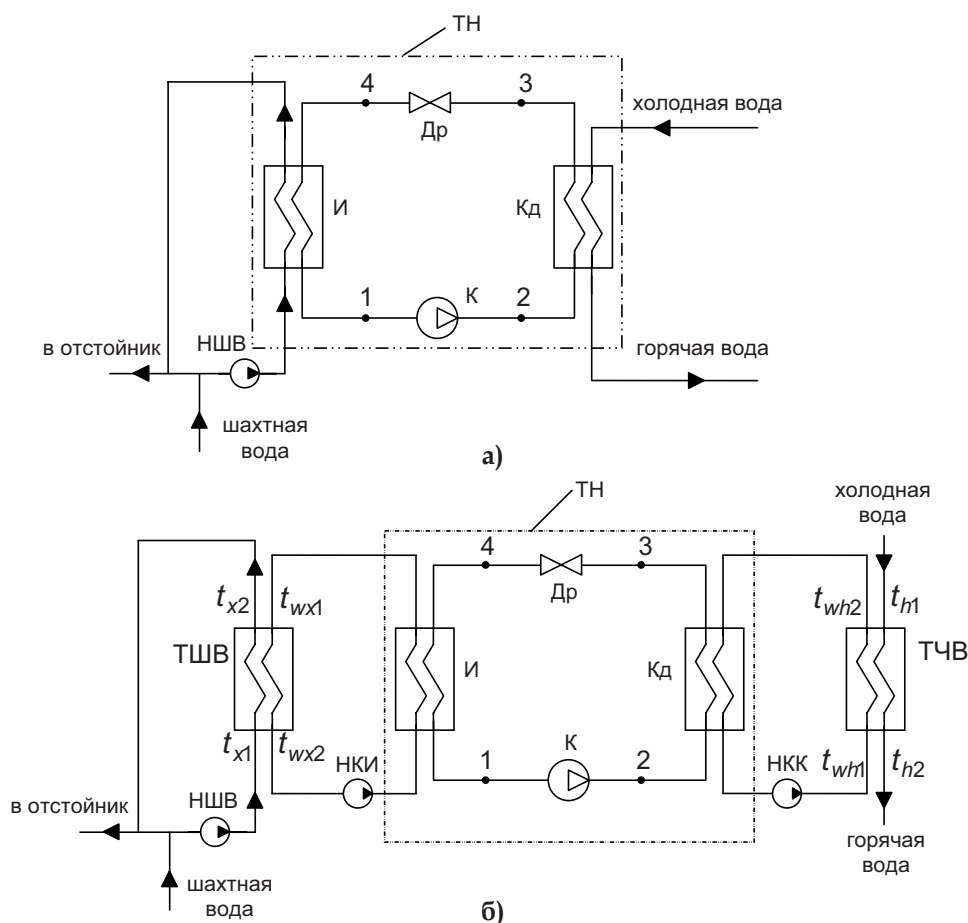 ТН
4
3
холодная вода
Др
И
Кд
1
К
2
в отстойник
НШВ
горячая вода
шахтная
вода
а)
ТН
холодная
вода
4
3
Др
tx2
twx1
twh2
th1
ТШВ
И
Кд
ТЧВ
К
tx1
twx2
НКИ
1
2
НКК
twh1
th2
в отстойник
НШВ
горячая
вода
шахтная
вода
б)